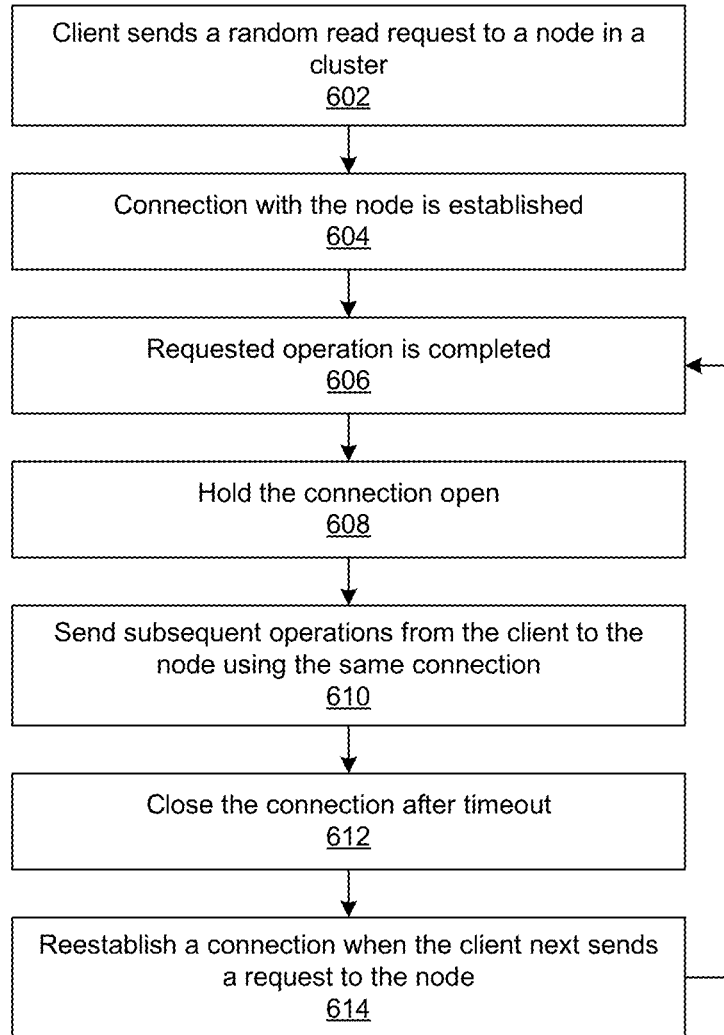 Client sends a random read request to a node in a
cluster
602
Connection with the node is established
604
Requested operation is completed
606
Hold the connection open
608
Send subsequent operations from the client to the
node using the same connection
610
Close the connection after timeout
612
Reestablish a connection when the client next sends
a request to the node
614